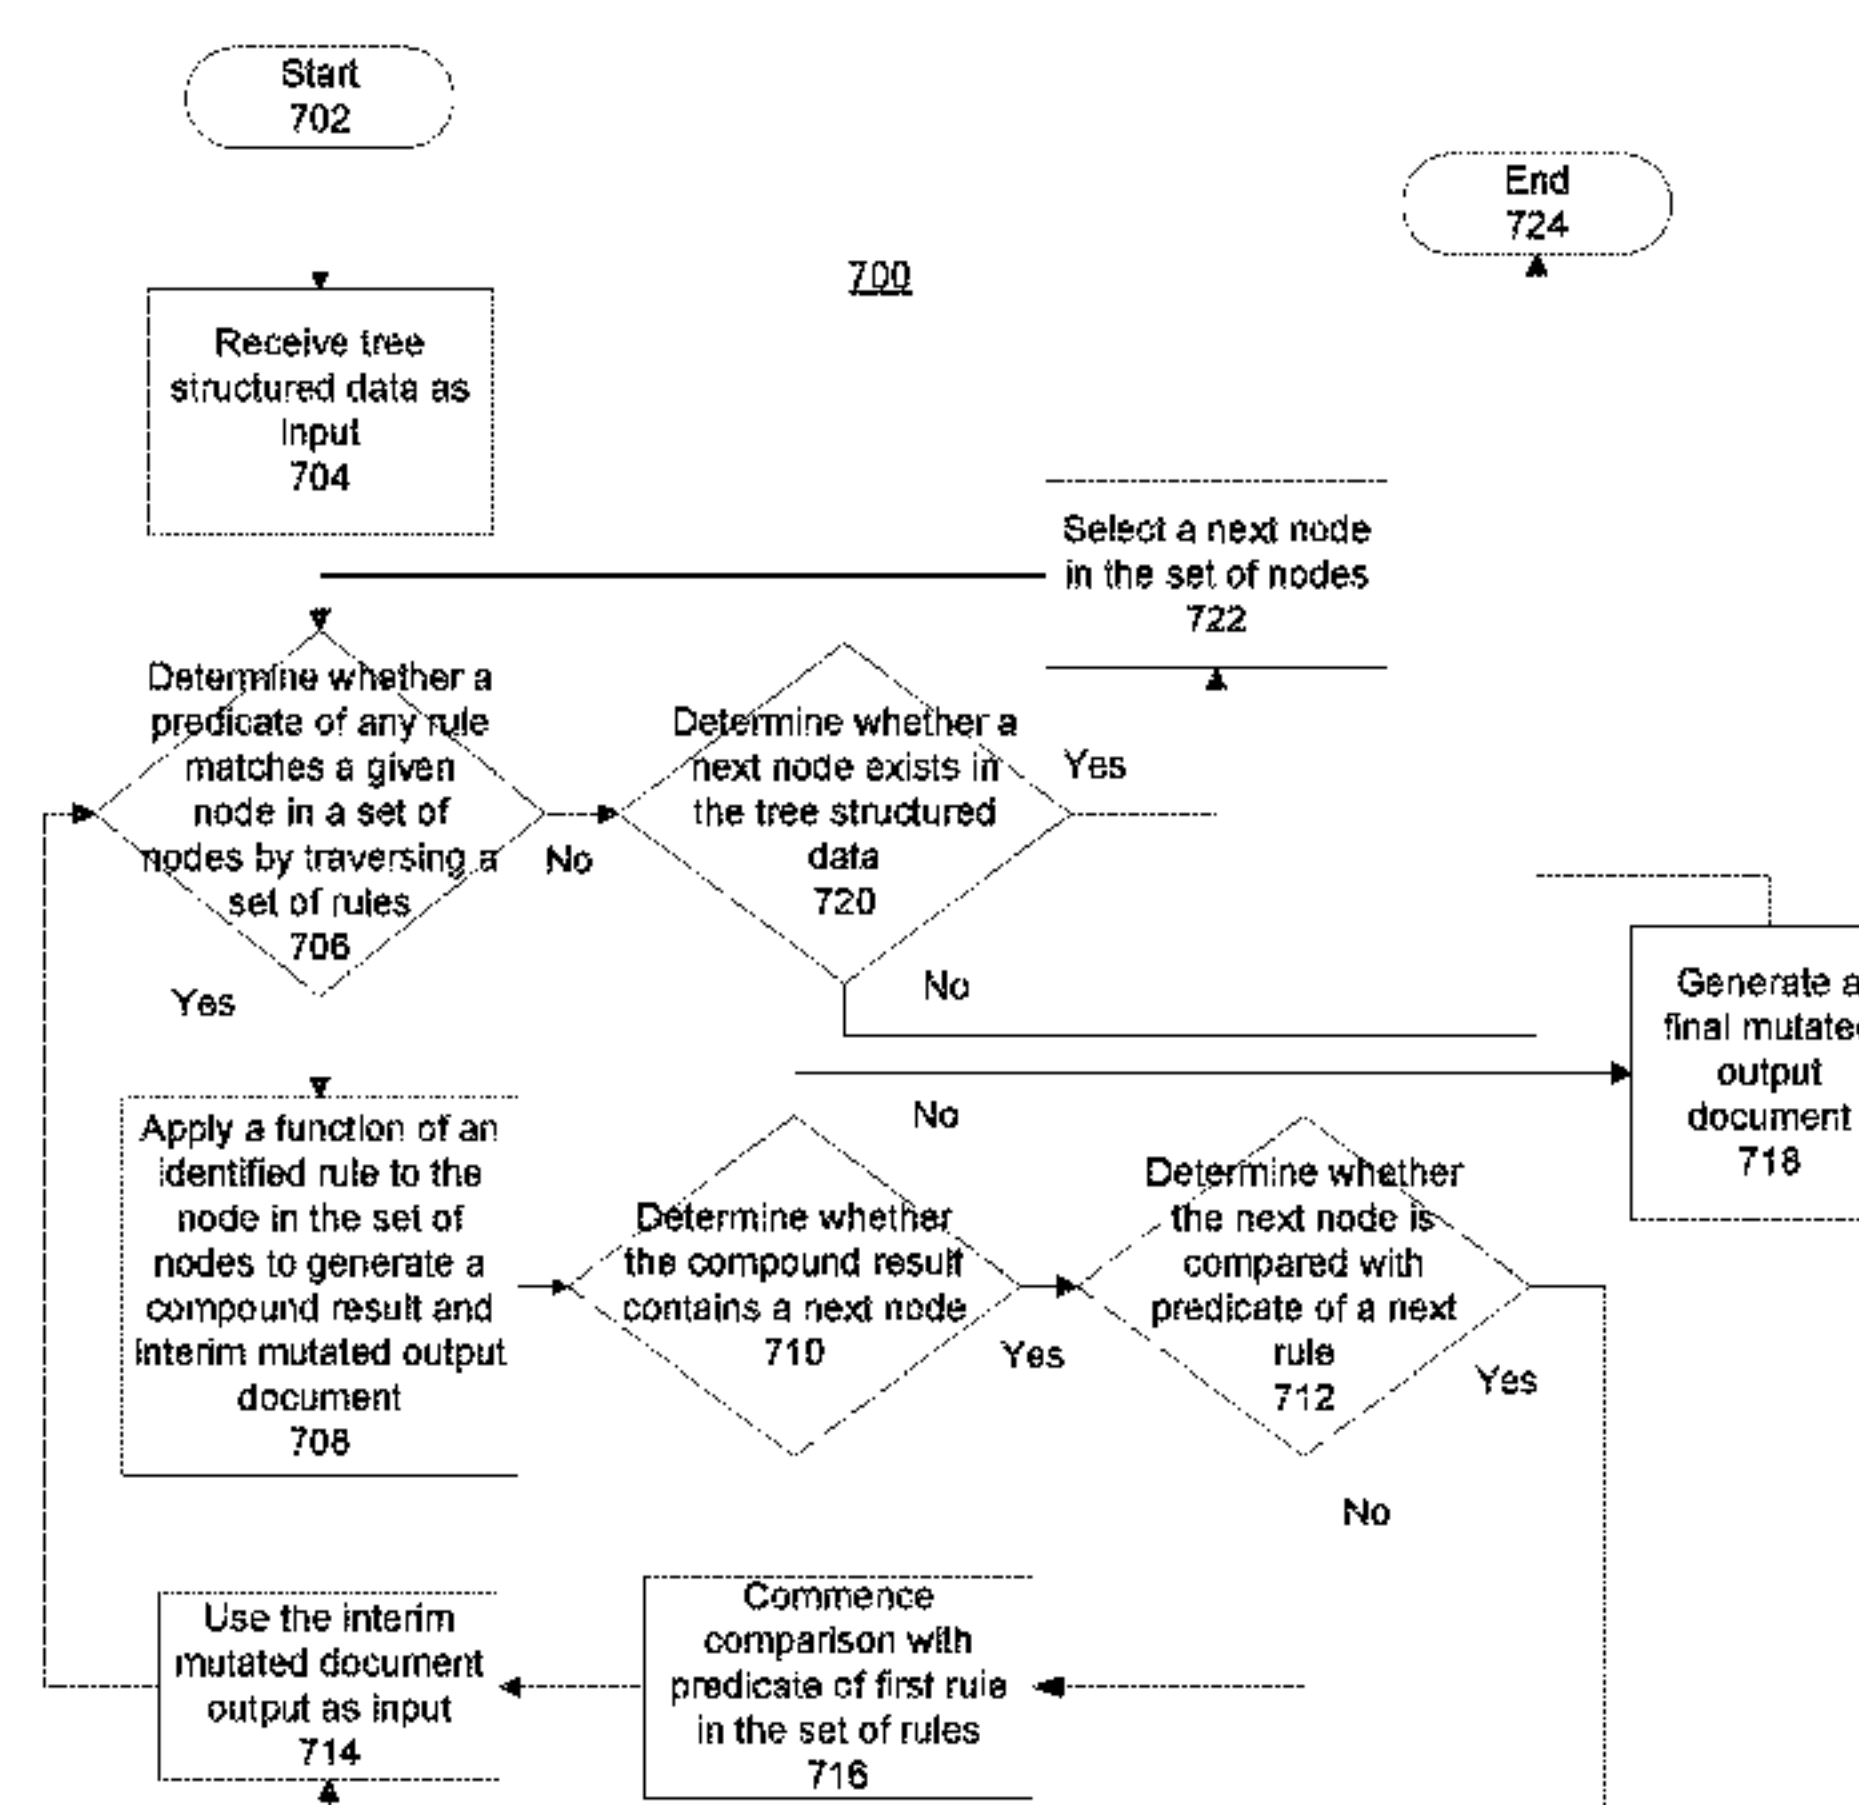 Start
702
End
724
700
Receive tree
structured data as
input
704
Select a next node
in the set of nodes
722
Determine whether a
predicate of any rule
matches a given
node in a set of
nodes by traversing a
set of rules
706
No
Yes
Determine whether a
next node exists in
the tree structured
data
720
Yes
No
Generate a
final mutated
output
document
718
Apply a function of an
identified rule to the
node in the set of
nodes to generate a
compound result and
interim mutated output
document
708
No
Determine whether
the compound result
contains a next node
710
Yes
Determine whether
the next node is
compared with
predicate of a next
rule
712
Yes
No
Use the interim
mutated document
output as input
714
Commence
comparison with
predicate of first rule
in the set of rules
716